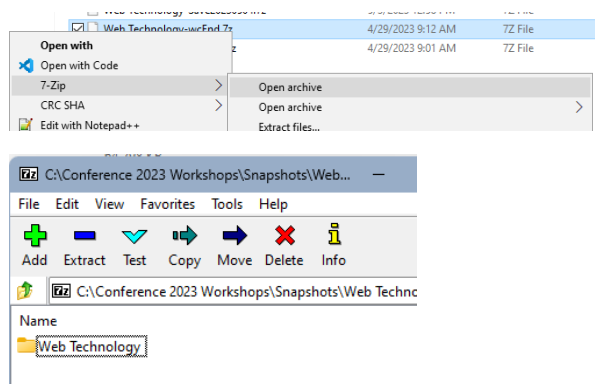 Web Technology-wcEnd.7z 4/29/2023 9:12 AM 7Z File
Open with
z 4/29/2023 9:01 AM 7Z File
Open with Code
7-Zip
Open archive
CRC SHA
Open archive
Edit with Notepad++
Extract files...
C:\Conference 2023 Workshops\Snapshots\Web...
File Edit View Favorites Tools Help
Add Extract Test Copy Move Delete Info
C:\Conference 2023 Workshops\Snapshots\Web Techno
Name
Web Technology